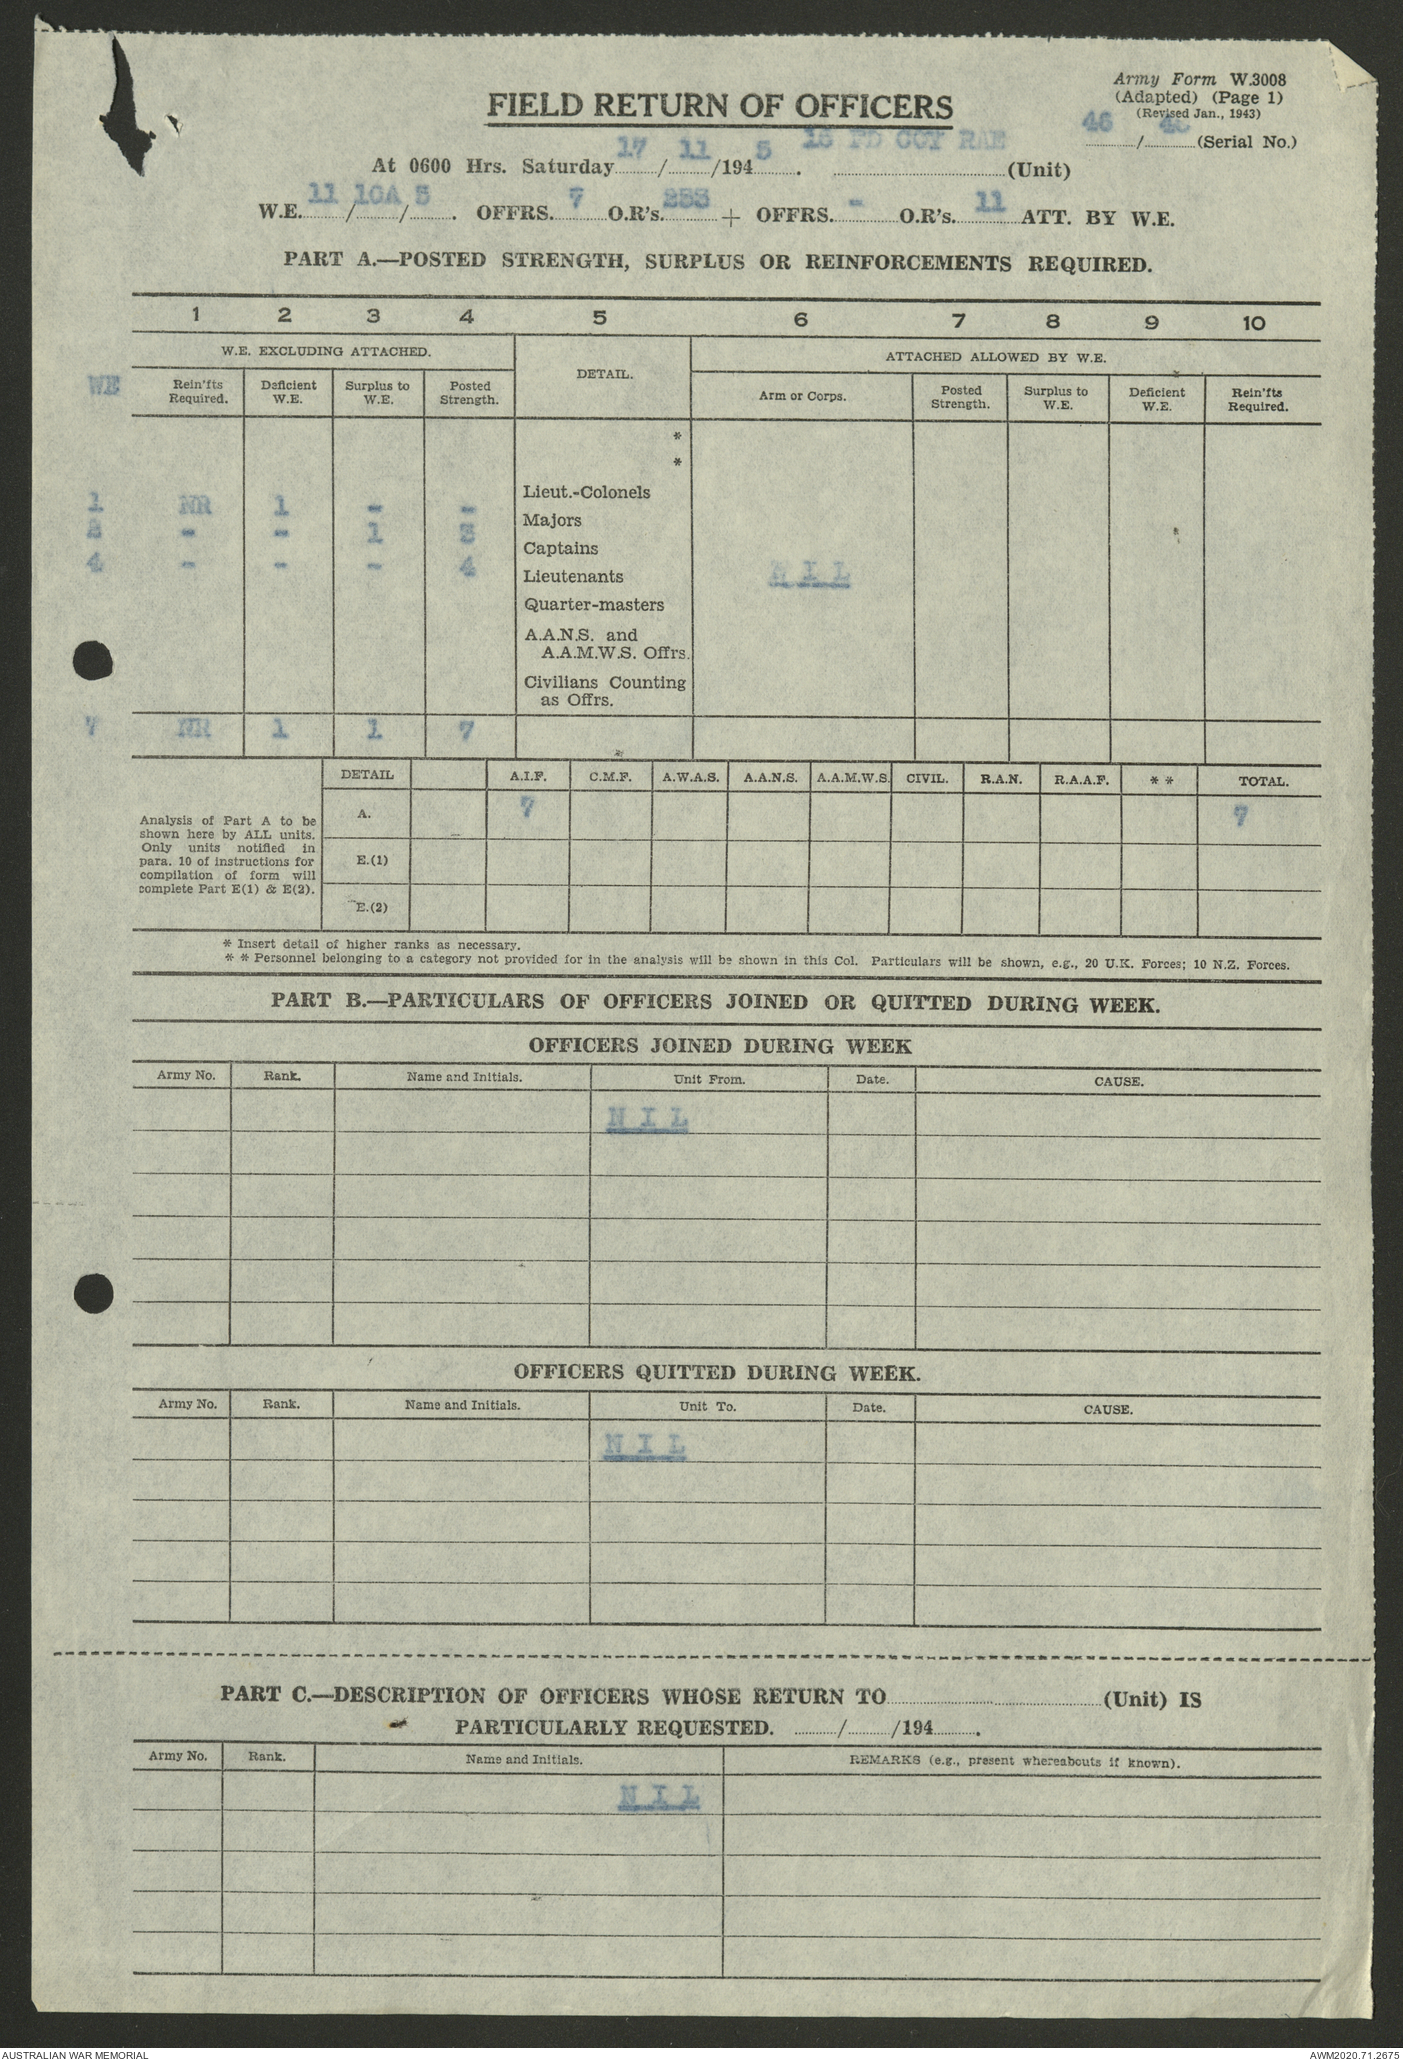 Army Form W.3008
(Adapted) (Page 1)
(Revised Jan., 1943)
FIELD RETURN OF OFFICERS
46 / (Serial No.)
At 0600 Hrs. Saturday 17 / 11 /194 5. FD COY RAE (Unit)
W.E. 11 / 10A / 5. OFFRS. 7 O.R's. 253 + OFFRS. - O.R's. 11 ATT. BY W.E.
PART A.—POSTED STRENGTH, SURPLUS OR REINFORCEMENTS REQUIRED.
1 2 3 4 5 6 7 8 9 10
W.E. EXCLUDING ATTACHED. DETAIL. ATTACHED ALLOWED BY W.E.
WE Rein'fts Required. Deficient W.E. Surplus to W.E. Posted Strength. Arm or Corps. Posted Strength. Surplus to W.E. Deficient W.E. Rein'fts Required.
*
*
Lieut.-Colonels
1 NR 1 - - Majors
2 - - 1 3 Captains
4 - - - 4 Lieutenants N I L
Quarter-masters
A.A.N.S. and
A.A.M.W.S. Offrs.
Civilians Counting
as Offrs.
7 NR 1 1 7
DETAIL A.I.F. C.M.F. A.W.A.S. A.A.N.S. A.A.M.W.S. CIVIL. R.A.N. R.A.A.F. * * TOTAL.
A. 7 7
Analysis of Part A to be
shown here by ALL units.
Only units notified in
para. 10 of instructions for
compilation of form will
complete Part E(1) & E(2).
E.(1)
E.(2)
* Insert detail of higher ranks as necessary.
* * Personnel belonging to a category not provided for in the analysis will be shown in this Col. Particulars will be shown, e.g., 20 U.K. Forces; 10 N.Z. Forces.
PART B.—PARTICULARS OF OFFICERS JOINED OR QUITTED DURING WEEK.
OFFICERS JOINED DURING WEEK
Army No. Rank. Name and Initials. Unit From. Date. CAUSE.
N I L
OFFICERS QUITTED DURING WEEK.
Army No. Rank. Name and Initials. Unit To. Date. CAUSE.
N I L
PART C.—DESCRIPTION OF OFFICERS WHOSE RETURN TO (Unit) IS
PARTICULARLY REQUESTED. / /194 .
Army No. Rank. Name and Initials. REMARKS (e.g., present whereabouts if known).
N I L
AUSTRALIAN WAR MEMORIAL AWM2020.71.2675